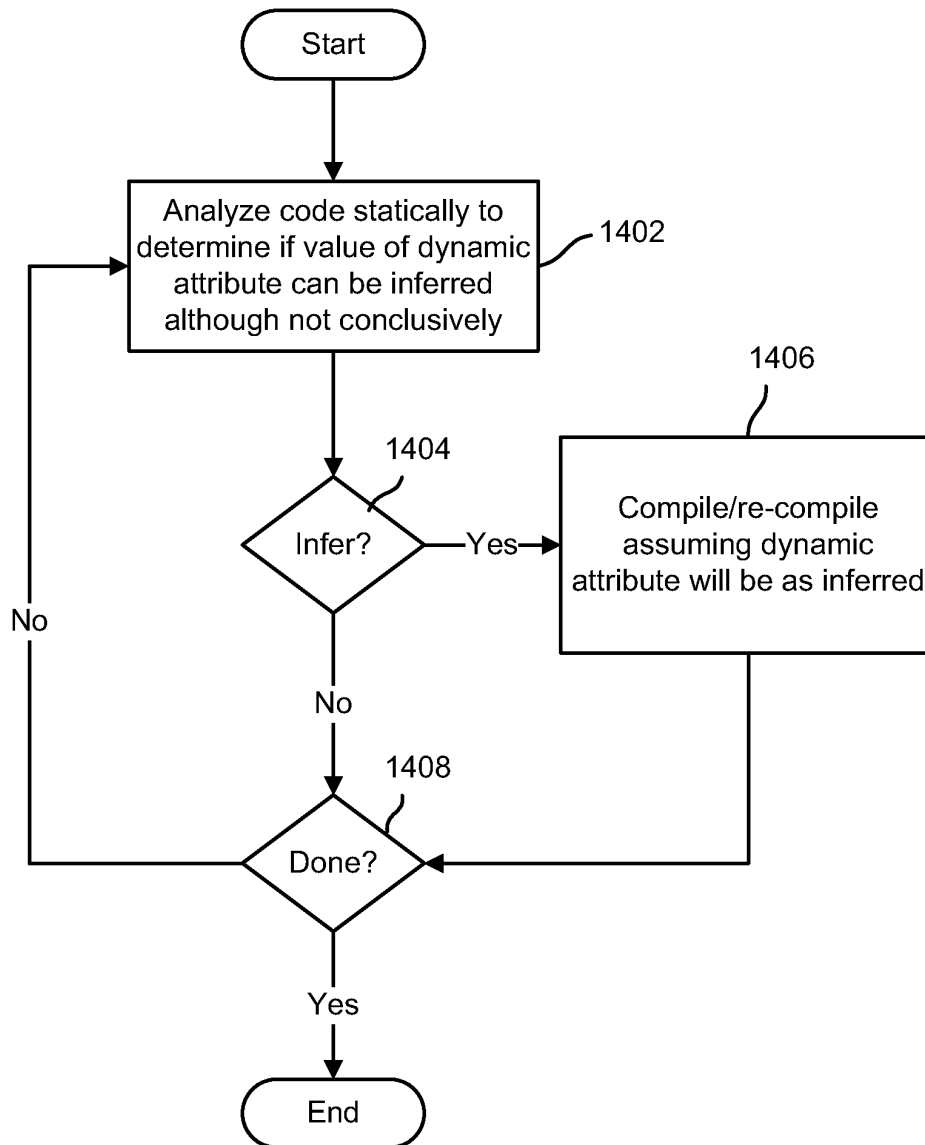 Start
Analyze code statically to
determine if value of dynamic
attribute can be inferred
although not conclusively
1402
1406
1404
Infer?
Yes
Compile/re-compile
assuming dynamic
attribute will be as inferred
No
No
1408
Done?
Yes
End